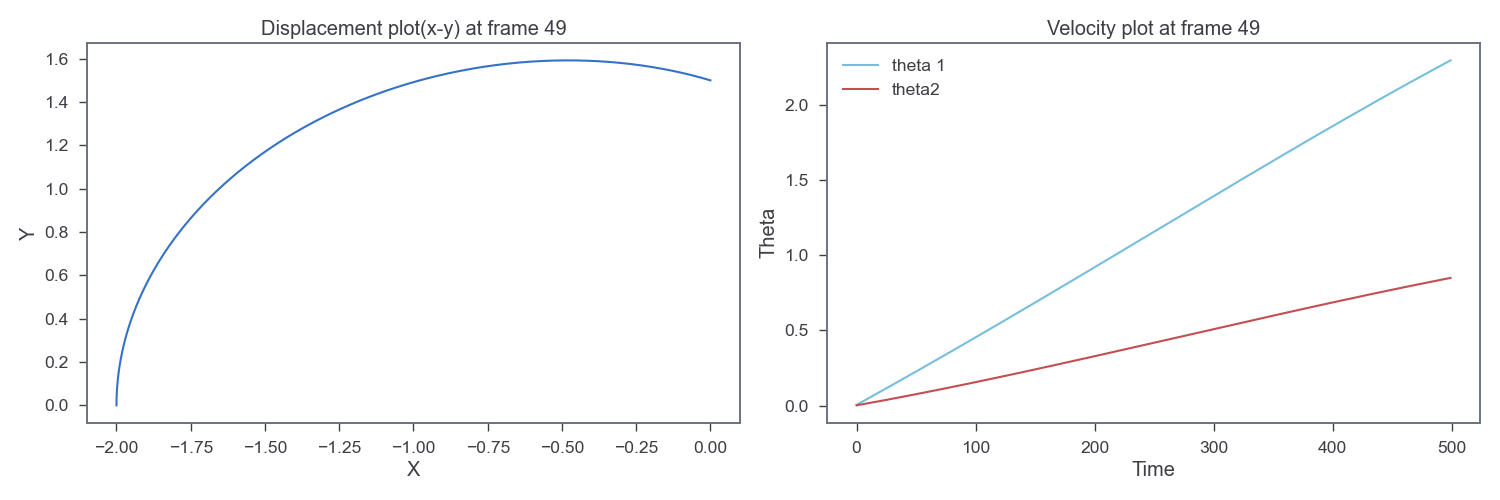 Displacement plot(x-y) at frame 49
1.6
1.4
1.2
1.0
0.8
0.6
0.4
0.2
0.0
Y
−2.00 −1.75 −1.50 −1.25 −1.00 −0.75 −0.50 −0.25 0.00
X
Velocity plot at frame 49
theta 1
theta2
2.0
1.5
1.0
0.5
0.0
Theta
0 100 200 300 400 500
Time